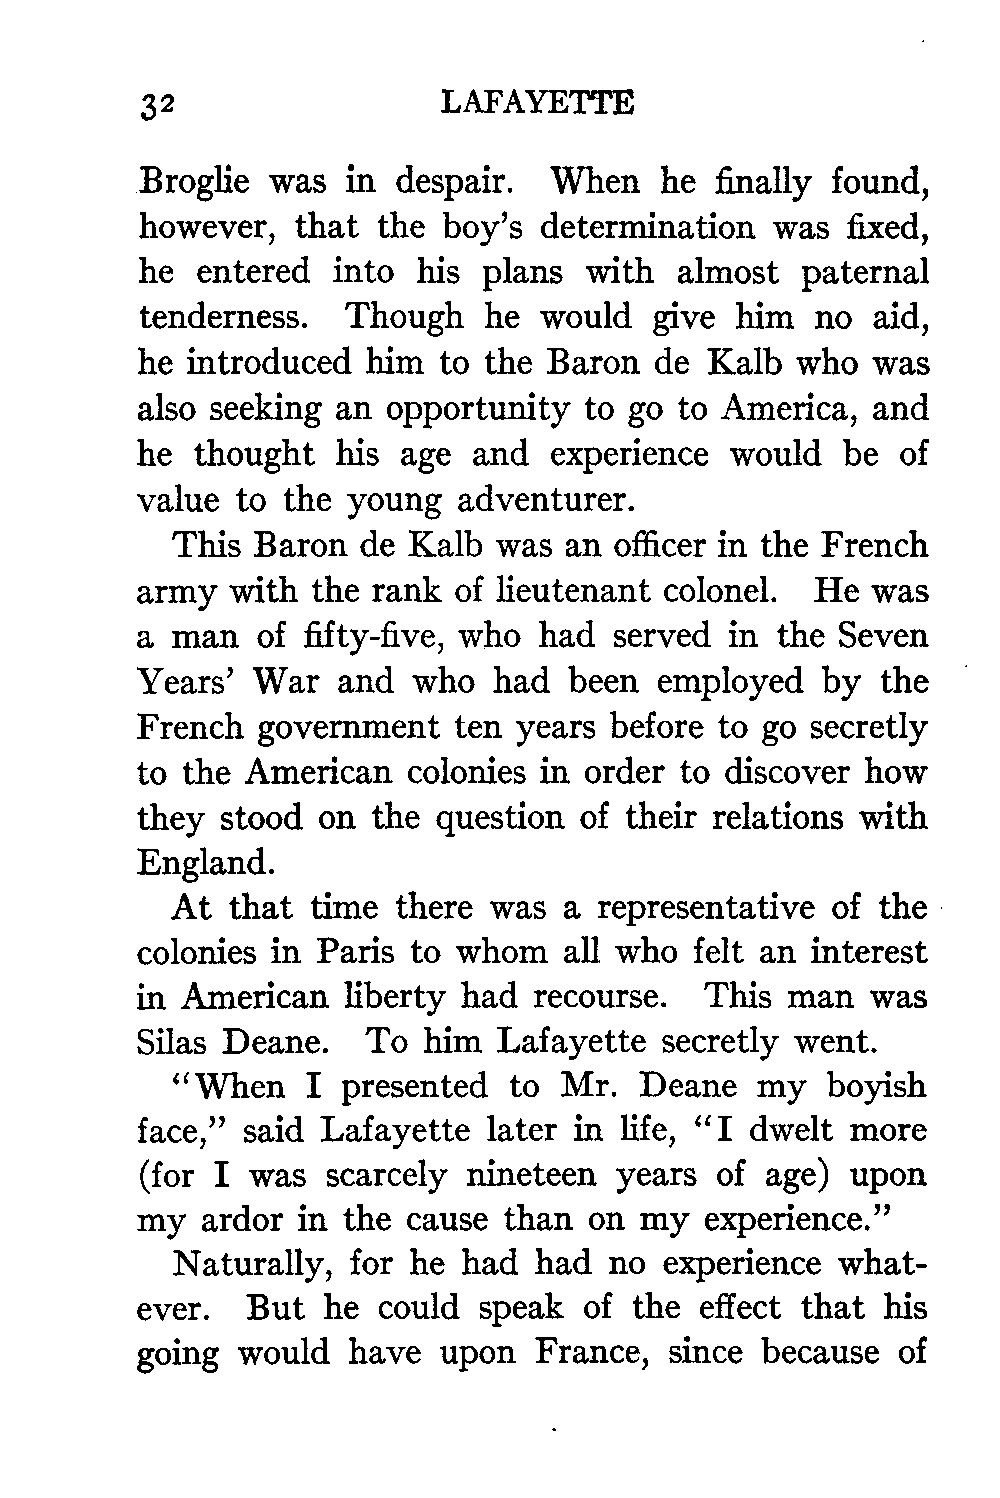 32 LAFAYETTE
Broglie was in despair. When he finally found,
however, that the boy's determination was fixed,
he entered into his plans with almost paternal
tenderness. Though he would give him no aid,
he introduced him to the Baron de Kalb who was
also seeking an opportunity to go to America, and
he thought his age and experience would be of
value to the young adventurer.
This Baron de Kalb was an officer in the French
army with the rank of lieutenant colonel. He was
a man of fifty-five, who had served in the Seven
Years' War and who had been employed by the
French government ten years before to go secretly
to the American colonies in order to discover how
they stood on the question of their relations with
England.
At that time there was a representative of the
colonies in Paris to whom all who felt an interest
in American liberty had recourse. This man was
Silas Deane. To him Lafayette secretly went.
"When I presented to Mr. Deane my boyish
face," said Lafayette later in life, "I dwelt more
(for I was scarcely nineteen years of age) upon
my ardor in the cause than on my experience."
Naturally, for he had had no experience what-
ever. But he could speak of the effect that his
going would have upon France, since because of